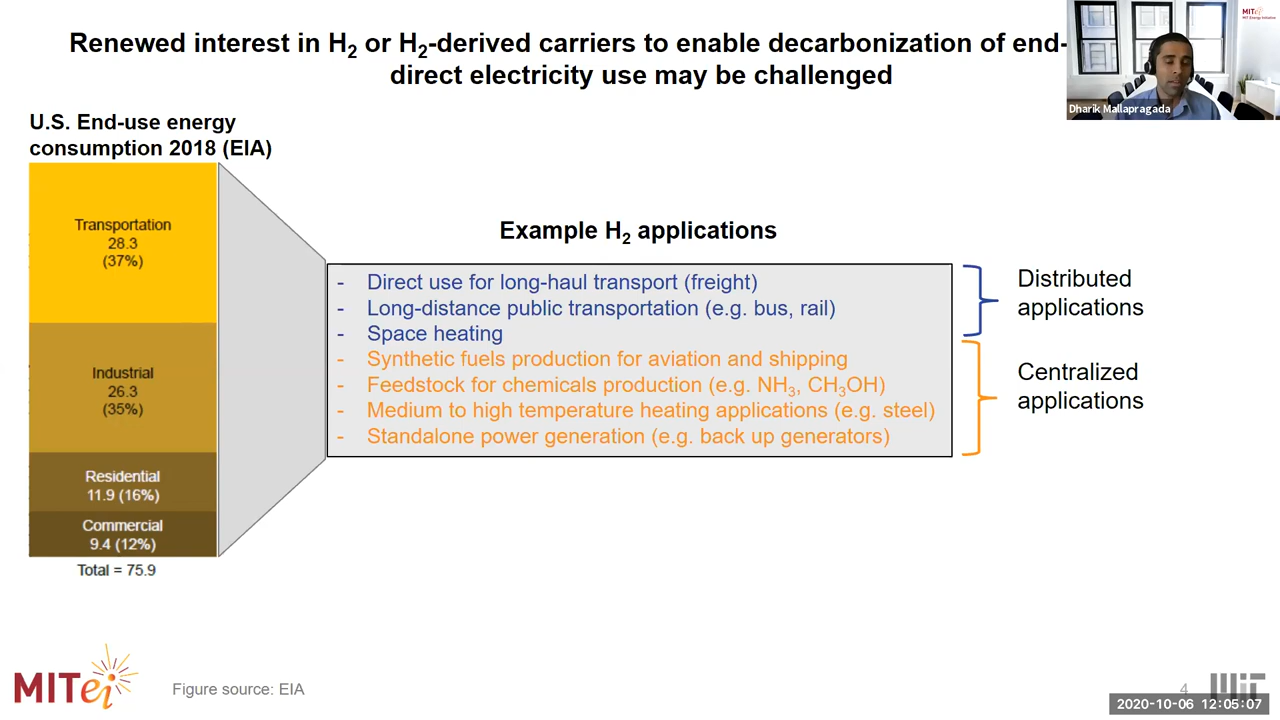 Renewed interest in H₂ or H₂-derived carriers to enable decarbonization of end-
direct electricity use may be challenged
MITei
MIT Energy Initiative
Dharik Mallapragada
U.S. End-use energy
consumption 2018 (EIA)
Transportation
28.3
(37%)
Industrial
26.3
(35%)
Residential
11.9 (16%)
Commercial
9.4 (12%)
Total = 75.9
Example H₂ applications
- Direct use for long-haul transport (freight)
- Long-distance public transportation (e.g. bus, rail)
- Space heating
- Synthetic fuels production for aviation and shipping
- Feedstock for chemicals production (e.g. NH₃, CH₃OH)
- Medium to high temperature heating applications (e.g. steel)
- Standalone power generation (e.g. back up generators)
Distributed
applications
Centralized
applications
MITei
Figure source: EIA
4
MIT
2020-10-06 12:05:07